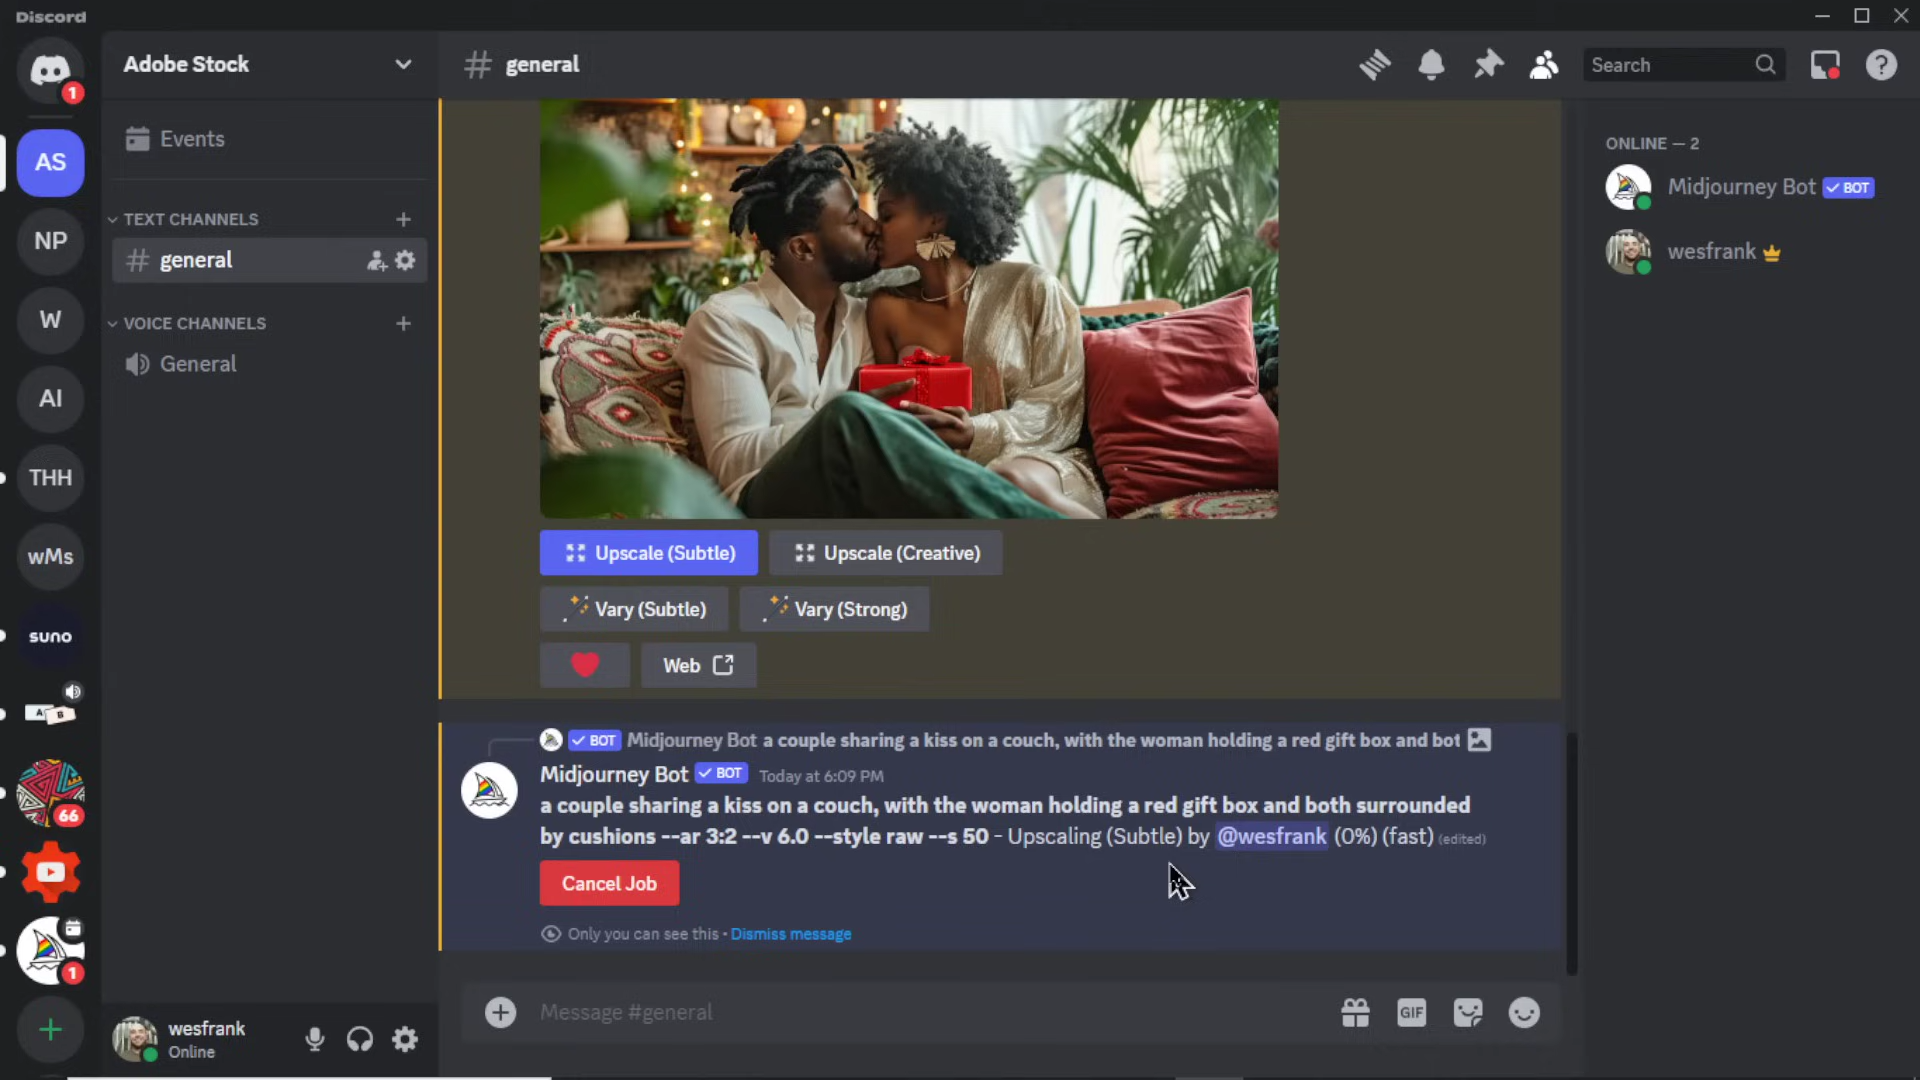 Discord
1
AS
NP
W
AI
THH
wMs
suno
A B
66
1
Adobe Stock
Events
TEXT CHANNELS
general
VOICE CHANNELS
General
wesfrank
Online
general
Search
Upscale (Subtle)
Upscale (Creative)
Vary (Subtle)
Vary (Strong)
Web
BOT Midjourney Bot a couple sharing a kiss on a couch, with the woman holding a red gift box and bot
Midjourney Bot BOT Today at 6:09 PM
a couple sharing a kiss on a couch, with the woman holding a red gift box and both surrounded
by cushions --ar 3:2 --v 6.0 --style raw --s 50 - Upscaling (Subtle) by @wesfrank (0%) (fast) (edited)
Cancel Job
Only you can see this • Dismiss message
Message #general
GIF
ONLINE — 2
Midjourney Bot BOT
wesfrank